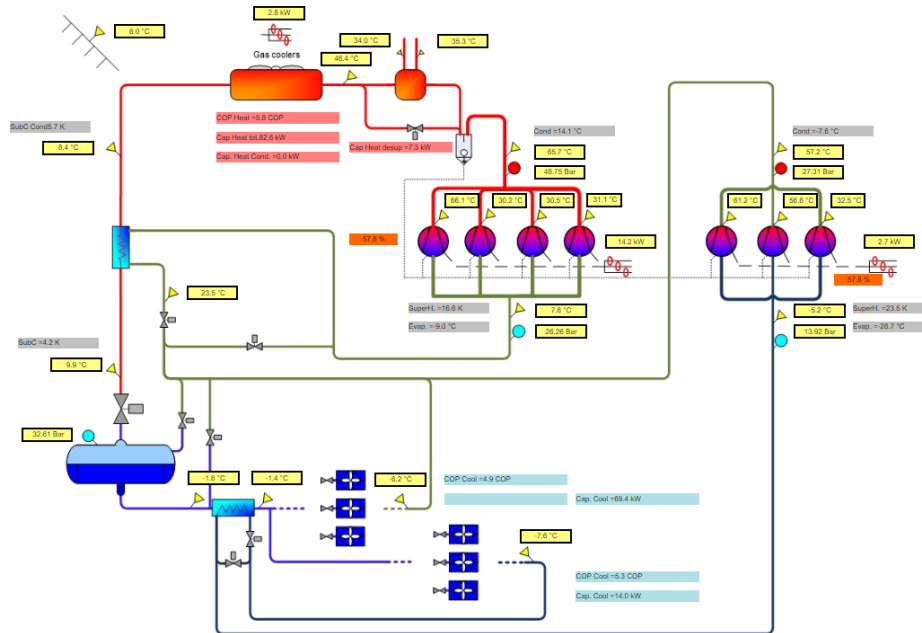 2.8 kW
6.0 °C
34.0 °C
35.3 °C
Gas coolers
46.4 °C
COP Heat =5.8 COP
SubC Cond5.7 K
Cap Heat tot.82.6 kW
Cond =14.1 °C
Cond =-7.6 °C
8.4 °C
Cap Heat desup =7.3 kW
65.7 °C
57.2 °C
Cap. Heat Cond. =0.0 kW
48.75 Bar
27.31 Bar
66.1 °C
30.2 °C
30.5 °C
31.1 °C
61.2 °C
56.6 °C
32.5 °C
57.8 %
14.2 kW
2.7 kW
57.8 %
23.5 °C
SuperH. =16.6 K
7.6 °C
-5.2 °C
SuperH. =23.5 K
Evap. =-9.0 °C
26.26 Bar
13.92 Bar
Evap. =-28.7 °C
SubC =4.2 K
9.9 °C
32.61 Bar
-1.6 °C
-1.4 °C
-6.2 °C
COP Cool =4.9 COP
Cap. Cool =69.4 kW
-7.6 °C
COP Cool =5.3 COP
Cap. Cool =14.0 kW